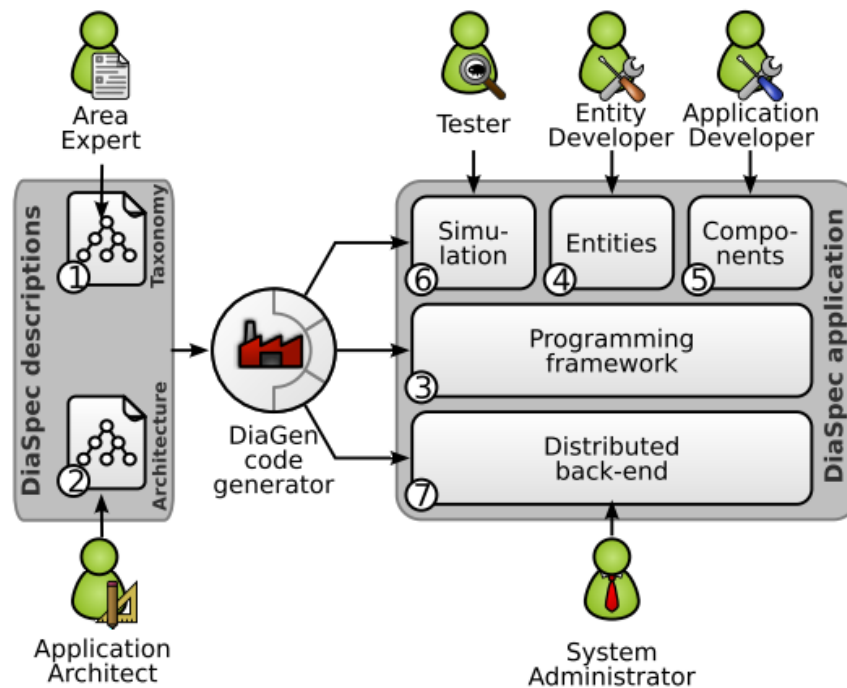 Area
Expert
Tester
Entity
Developer
Application
Developer
DiaSpec descriptions
Taxonomy
1
Architecture
2
DiaGen
code
generator
Simu-
lation
6
Entities
4
Compo-
nents
5
Programming
framework
3
Distributed
back-end
7
DiaSpec application
Application
Architect
System
Administrator